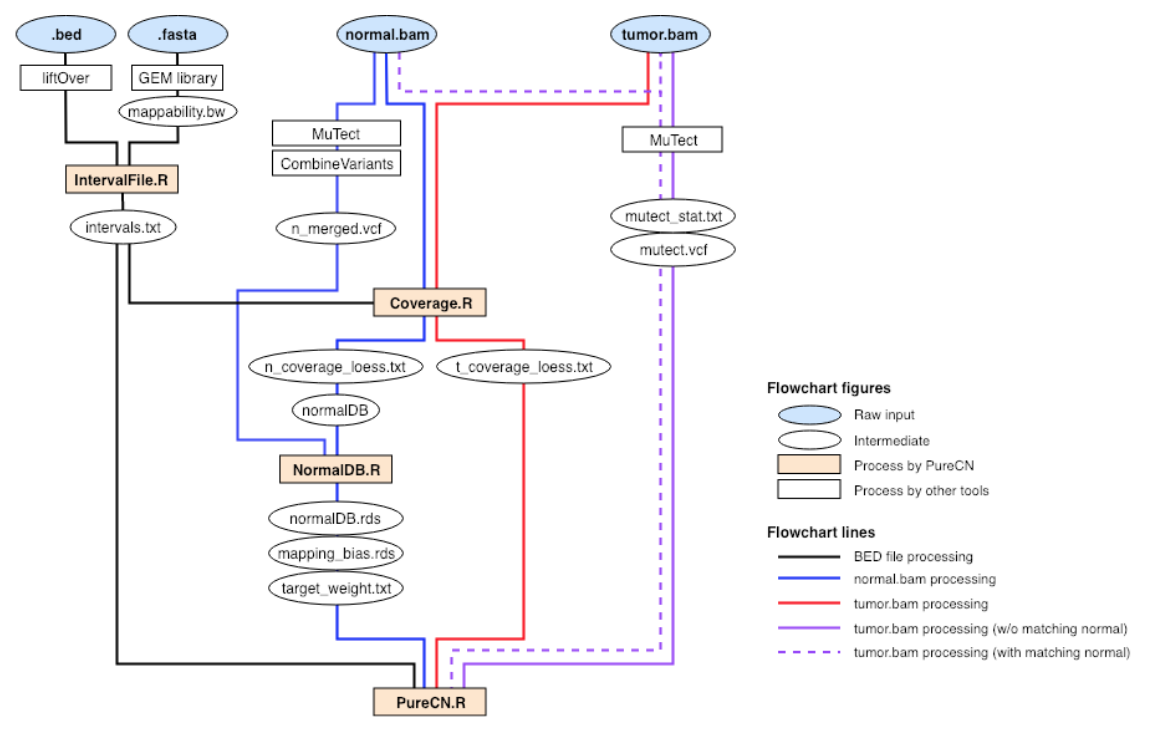 .bed
.fasta
normal.bam
tumor.bam
liftOver
GEM library
mappability.bw
MuTect
CombineVariants
MuTect
IntervalFile.R
intervals.txt
n_merged.vcf
mutect_stat.txt
mutect.vcf
Coverage.R
n_coverage_loess.txt
t_coverage_loess.txt
normalDB
NormalDB.R
normalDB.rds
mapping_bias.rds
target_weight.txt
PureCN.R
Flowchart figures
Raw input
Intermediate
Process by PureCN
Process by other tools
Flowchart lines
BED file processing
normal.bam processing
tumor.bam processing
tumor.bam processing (w/o matching normal)
tumor.bam processing (with matching normal)